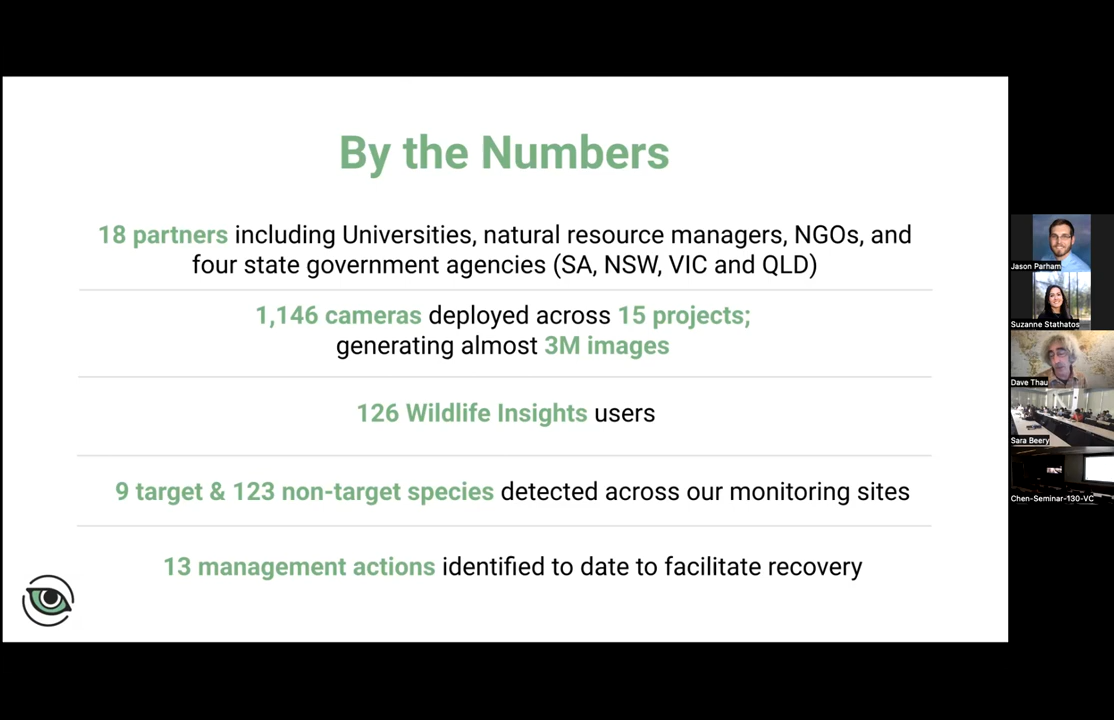 By the Numbers
18 partners including Universities, natural resource managers, NGOs, and
four state government agencies (SA, NSW, VIC and QLD)
1,146 cameras deployed across 15 projects;
generating almost 3M images
126 Wildlife Insights users
9 target & 123 non-target species detected across our monitoring sites
13 management actions identified to date to facilitate recovery
Jason Parham
Suzanne Stathatos
Dave Thau
Sara Beery
Chen-Seminar-130-VC